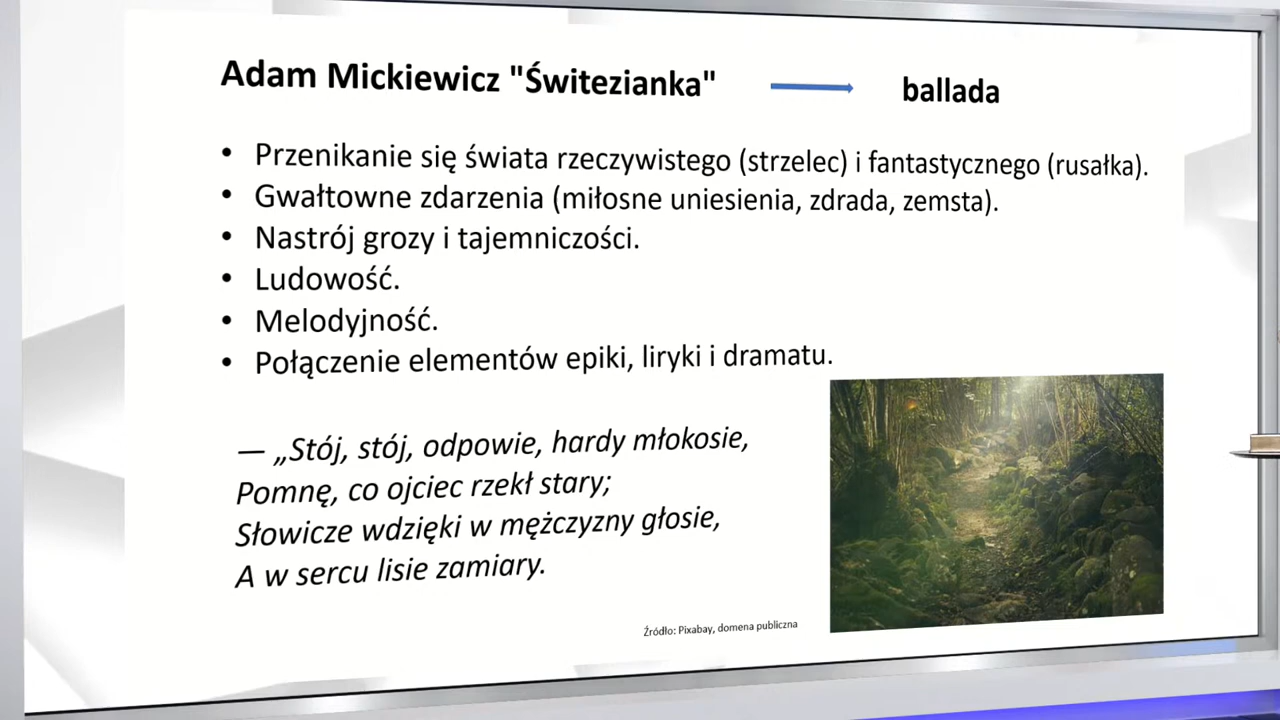 Adam Mickiewicz "Świtezianka" ballada
• Przenikanie się świata rzeczywistego (strzelec) i fantastycznego (rusałka).
• Gwałtowne zdarzenia (miłosne uniesienia, zdrada, zemsta).
• Nastrój grozy i tajemniczości.
• Ludowość.
• Melodyjność.
• Połączenie elementów epiki, liryki i dramatu.
— „Stój, stój, odpowie, hardy młokosie,
Pomnę, co ojciec rzekł stary;
Słowicze wdzięki w mężczyzny głosie,
A w sercu lisie zamiary.
Źródło: Pixabay, domena publiczna